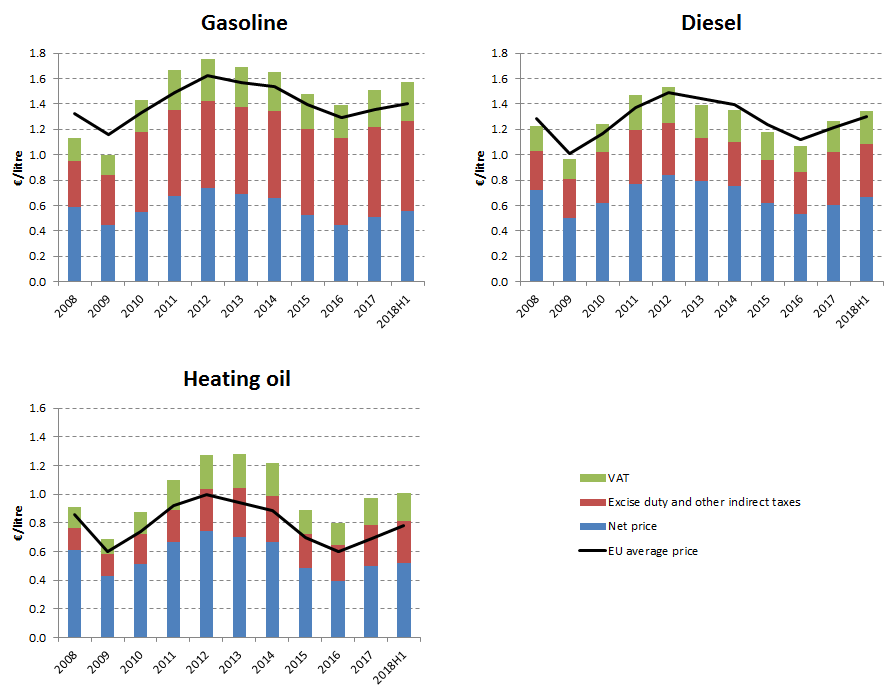 Gasoline
€/litre
1.8
1.6
1.4
1.2
1.0
0.8
0.6
0.4
0.2
0.0
2008 2009 2010 2011 2012 2013 2014 2015 2016 2017 2018H1
Diesel
€/litre
1.8
1.6
1.4
1.2
1.0
0.8
0.6
0.4
0.2
0.0
2008 2009 2010 2011 2012 2013 2014 2015 2016 2017 2018H1
Heating oil
€/litre
1.6
1.4
1.2
1.0
0.8
0.6
0.4
0.2
0.0
2008 2009 2010 2011 2012 2013 2014 2015 2016 2017 2018H1
VAT
Excise duty and other indirect taxes
Net price
EU average price